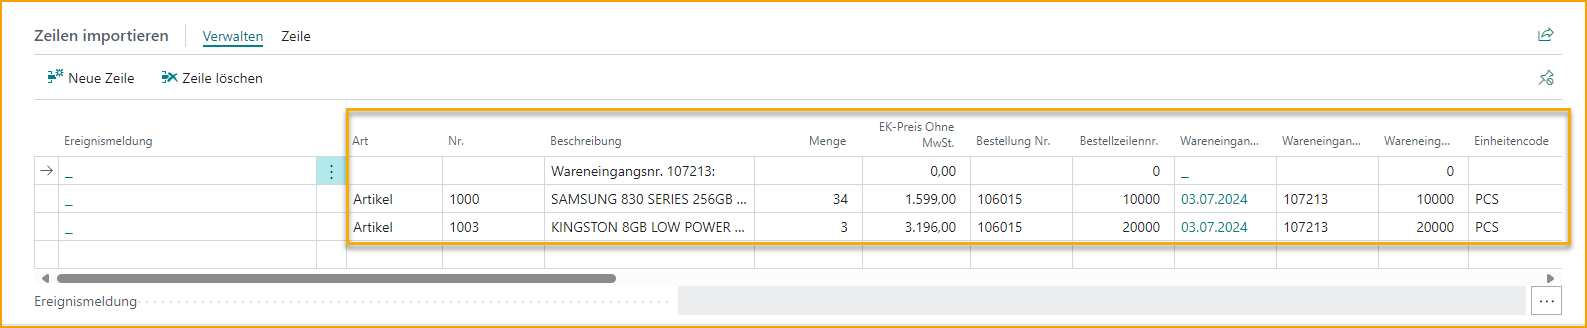 Zeilen importieren Verwalten Zeile
Neue Zeile Zeile löschen
Ereignismeldung Art Nr. Beschreibung Menge EK-Preis Ohne MwSt. Bestellung Nr. Bestellzeilennr. Wareneingan... Wareneingan... Wareneing... Einheitencode
_ Wareneingangsnr. 107213: 0,00 0 _ 0
_ Artikel 1000 SAMSUNG 830 SERIES 256GB ... 34 1.599,00 106015 10000 03.07.2024 107213 10000 PCS
_ Artikel 1003 KINGSTON 8GB LOW POWER ... 3 3.196,00 106015 20000 03.07.2024 107213 20000 PCS
Ereignismeldung